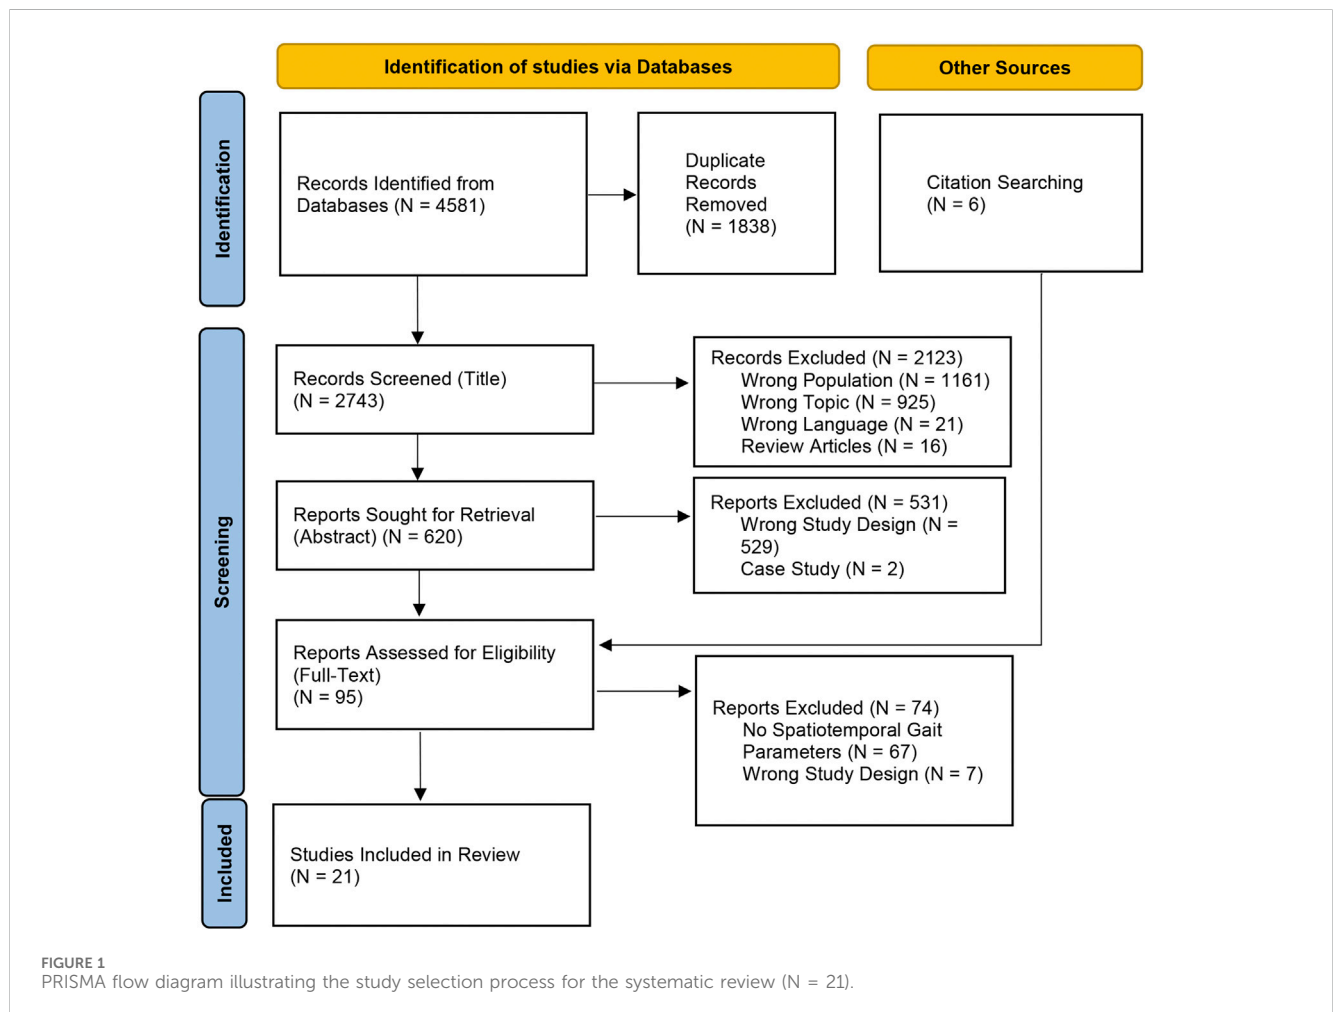 Identification of studies via Databases
Other Sources
Identification
Records Identified from
Databases (N = 4581)
Duplicate
Records
Removed
(N = 1838)
Citation Searching
(N = 6)
Screening
Records Screened (Title)
(N = 2743)
Records Excluded (N = 2123)
Wrong Population (N = 1161)
Wrong Topic (N = 925)
Wrong Language (N = 21)
Review Articles (N = 16)
Reports Sought for Retrieval
(Abstract) (N = 620)
Reports Excluded (N = 531)
Wrong Study Design (N =
529)
Case Study (N = 2)
Reports Assessed for Eligibility
(Full-Text)
(N = 95)
Reports Excluded (N = 74)
No Spatiotemporal Gait
Parameters (N = 67)
Wrong Study Design (N = 7)
Included
Studies Included in Review
(N = 21)
FIGURE 1
PRISMA flow diagram illustrating the study selection process for the systematic review (N = 21).